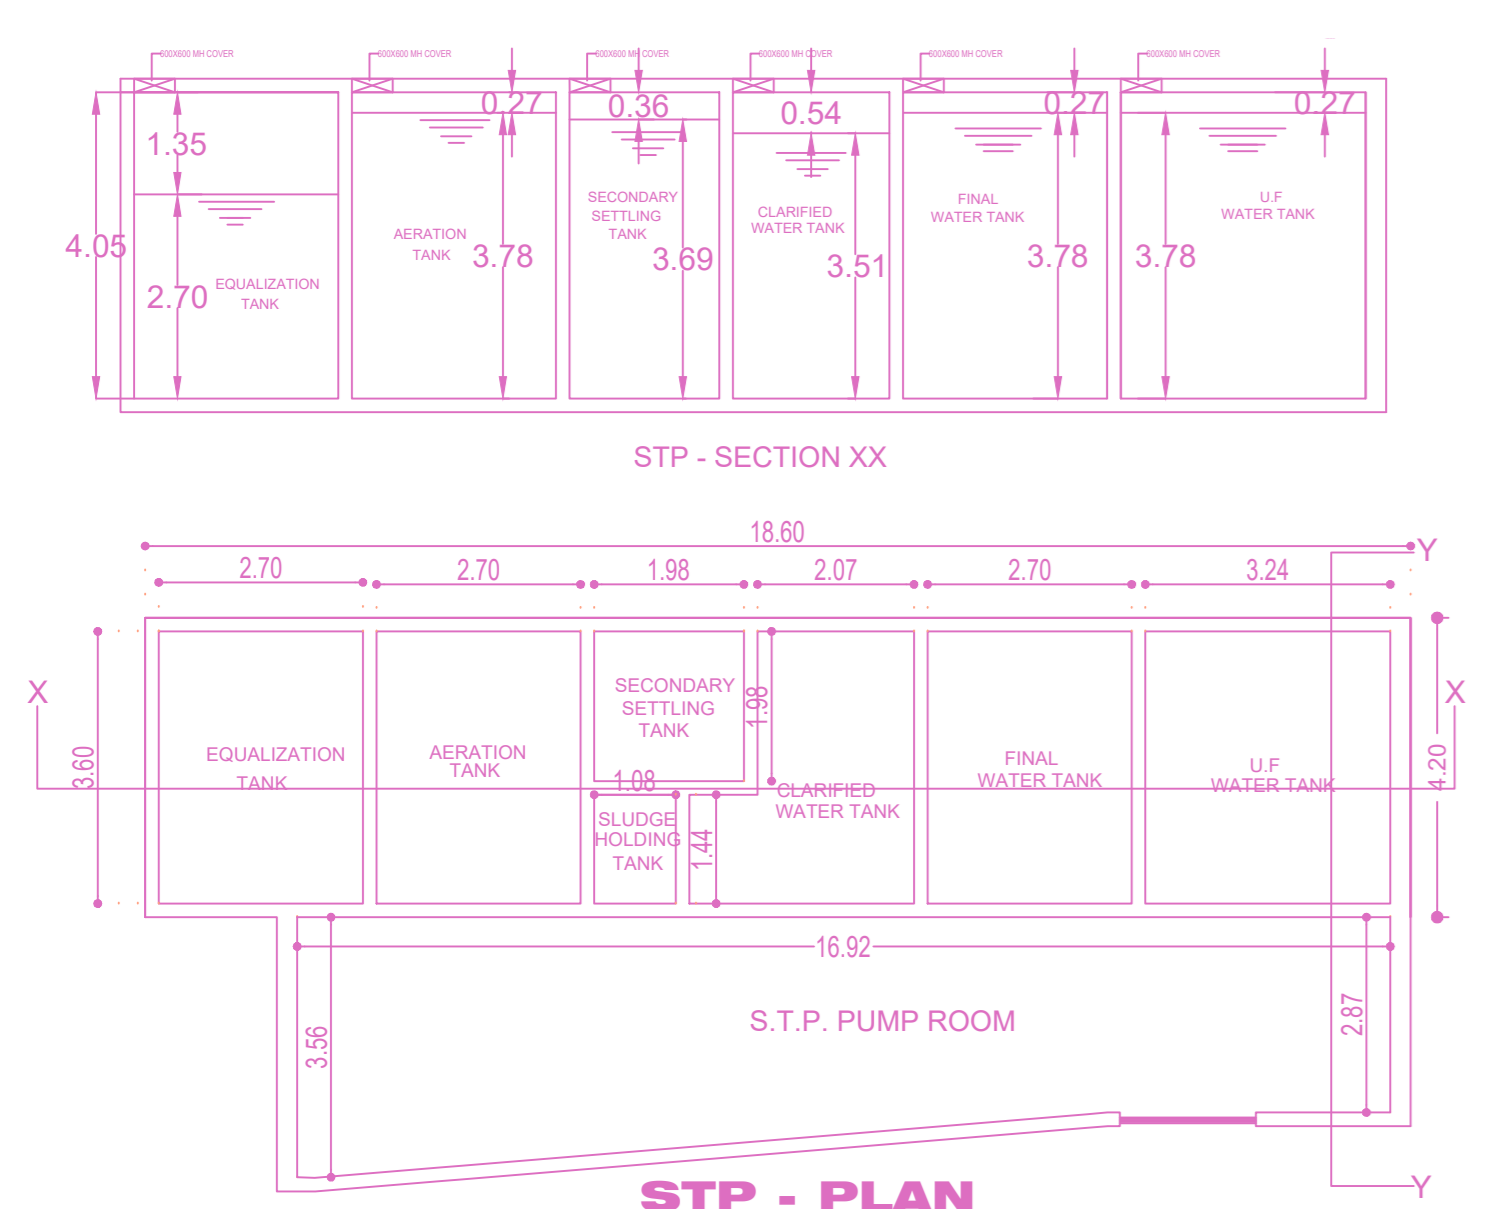 600X600 MH COVER
600X600 MH COVER
600X600 MH COVER
600X600 MH COVER
600X600 MH COVER
600X600 MH COVER
0.27
0.36
0.54
0.27
0.27
1.35
4.05
2.70
EQUALIZATION
TANK
AERATION
TANK
3.78
SECONDARY
SETTLING
TANK
3.69
CLARIFIED
WATER TANK
3.51
FINAL
WATER TANK
3.78
3.78
U.F
WATER TANK
STP - SECTION XX
18.60
Y
2.70
2.70
1.98
2.07
2.70
3.24
X
X
3.60
4.20
EQUALIZATION
TANK
AERATION
TANK
SECONDARY
SETTLING
TANK
1.98
1.08
SLUDGE
HOLDING
TANK
1.44
CLARIFIED
WATER TANK
FINAL
WATER TANK
U.F
WATER TANK
16.92
3.56
S.T.P. PUMP ROOM
2.87
STP - PLAN
Y